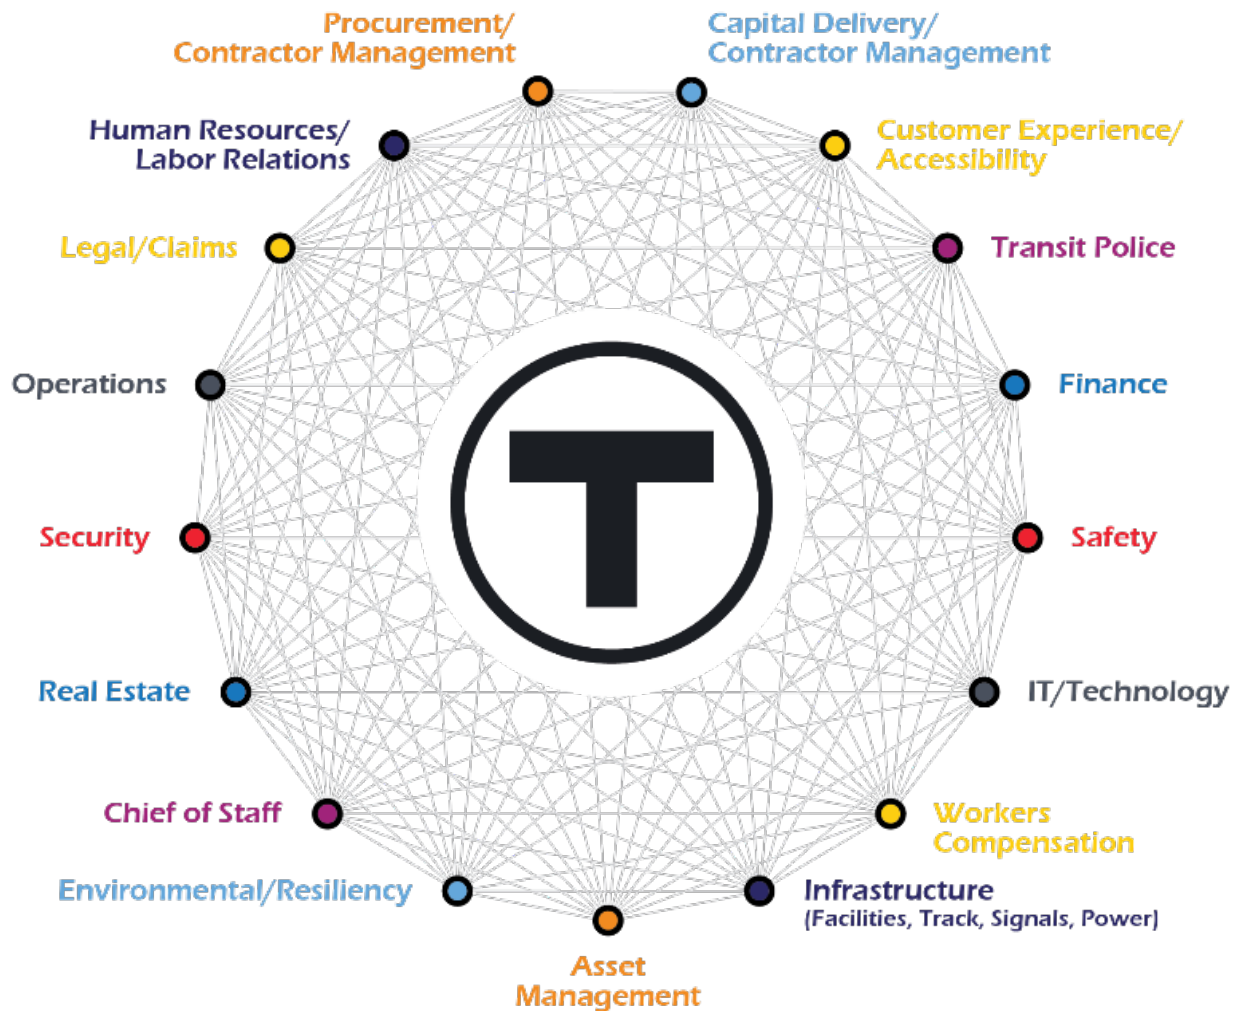 Procurement/
Contractor Management
Capital Delivery/
Contractor Management
Human Resources/
Labor Relations
Customer Experience/
Accessibility
Legal/Claims
Transit Police
Operations
Finance
T
Security
Safety
Real Estate
IT/Technology
Chief of Staff
Workers
Compensation
Environmental/Resiliency
Infrastructure
(Facilities, Track, Signals, Power)
Asset
Management